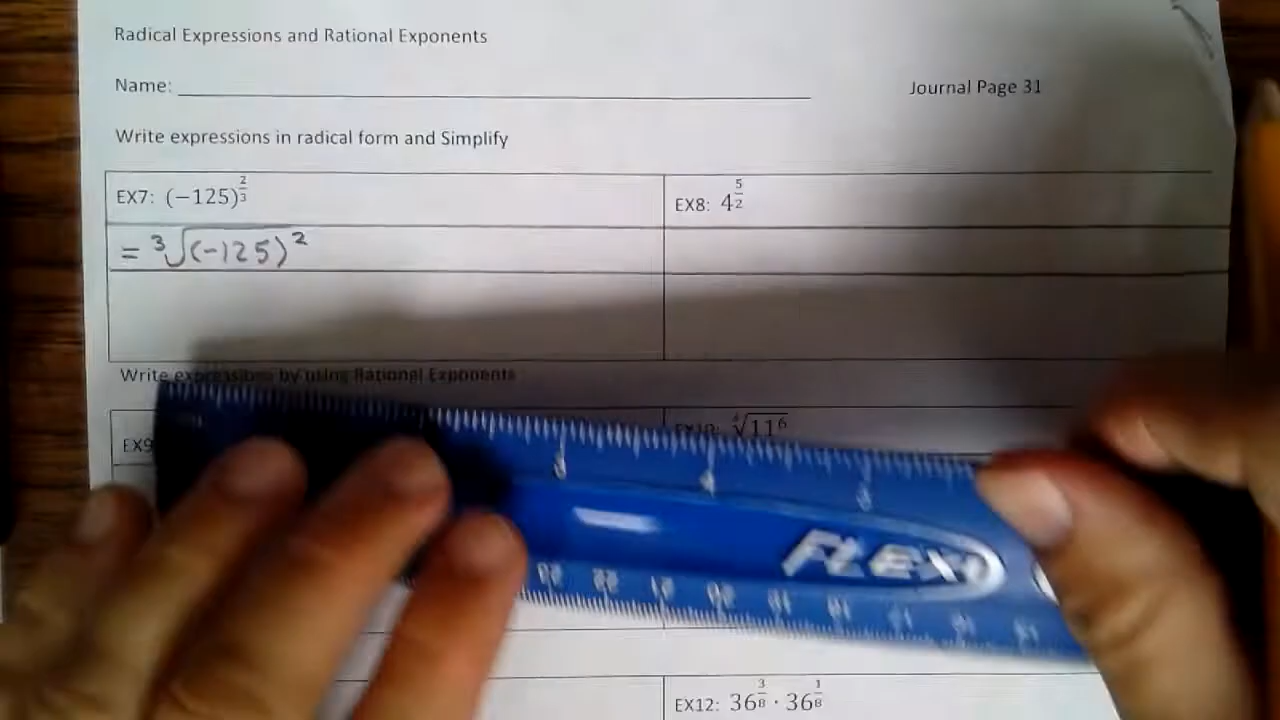 Radical Expressions and Rational Exponents
Name: Journal Page 31
Write expressions in radical form and Simplify
EX7: (−125)^{2/3} EX8: 4^{5/2}
= ³√(-125)²
Write expressions by using Rational Exponents
EX9 EX10: √11⁶
FLEX
EX12: 36^{3/8} · 36^{1/8}